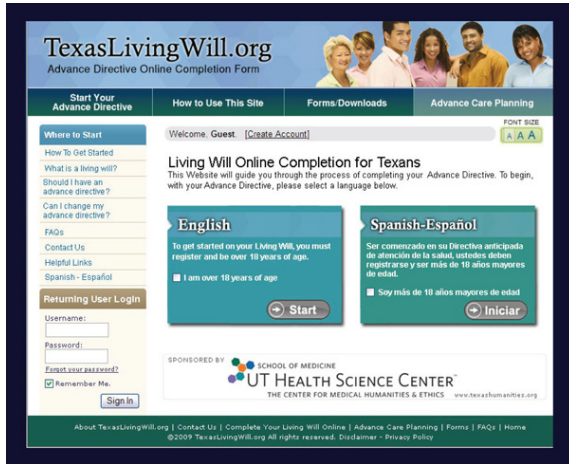 TexasLivingWill.org
Advance Directive Online Completion Form
Start Your
Advance Directive
How to Use This Site
Forms/Downloads
Advance Care Planning
FONT SIZE
A A A
Where to Start
How To Get Started
What is a living will?
Should I have an
advance directive?
Can I change my
advance directive?
FAQs
Contact Us
Helpful Links
Spanish - Español
Returning User Login
Username:
Password:
Forgot your password?
Remember Me.
Sign In
Welcome, Guest. [Create Account]
Living Will Online Completion for Texans
This Website will guide you through the process of completing your Advance Directive. To begin,
with your Advance Directive, please select a language below.
English
To get started on your Living Will, you must
register and be over 18 years of age.
I am over 18 years of age
Start
Spanish-Español
Ser comenzado en su Directiva anticipada
de atención de la salud, ustedes deben
registrarse y ser más de 18 años mayores
de edad.
Soy más de 18 años mayores de edad
Iniciar
SPONSORED BY
SCHOOL OF MEDICINE
UT HEALTH SCIENCE CENTER™
THE CENTER FOR MEDICAL HUMANITIES & ETHICS www.texashumanities.org
About TexasLivingWill.org | Contact Us | Complete Your Living Will Online | Advance Care Planning | Forms | FAQs | Home
©2009 TexasLivingWill.org All rights reserved. Disclaimer - Privacy Policy